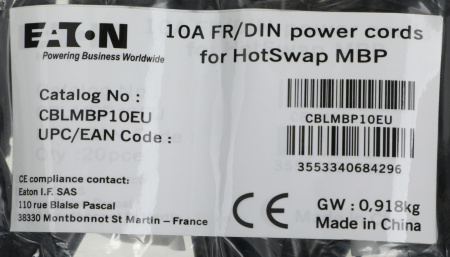 EATON
Powering Business Worldwide
10A FR/DIN power cords
for HotSwap MBP
Catalog No :
CBLMBP10EU
UPC/EAN Code :
CBLMBP10EU
3553340684296
CE compliance contact:
Eaton I.F. SAS
110 rue Blaise Pascal
38330 Montbonnot St Martin – France
CE
GW : 0,918kg
Made in China